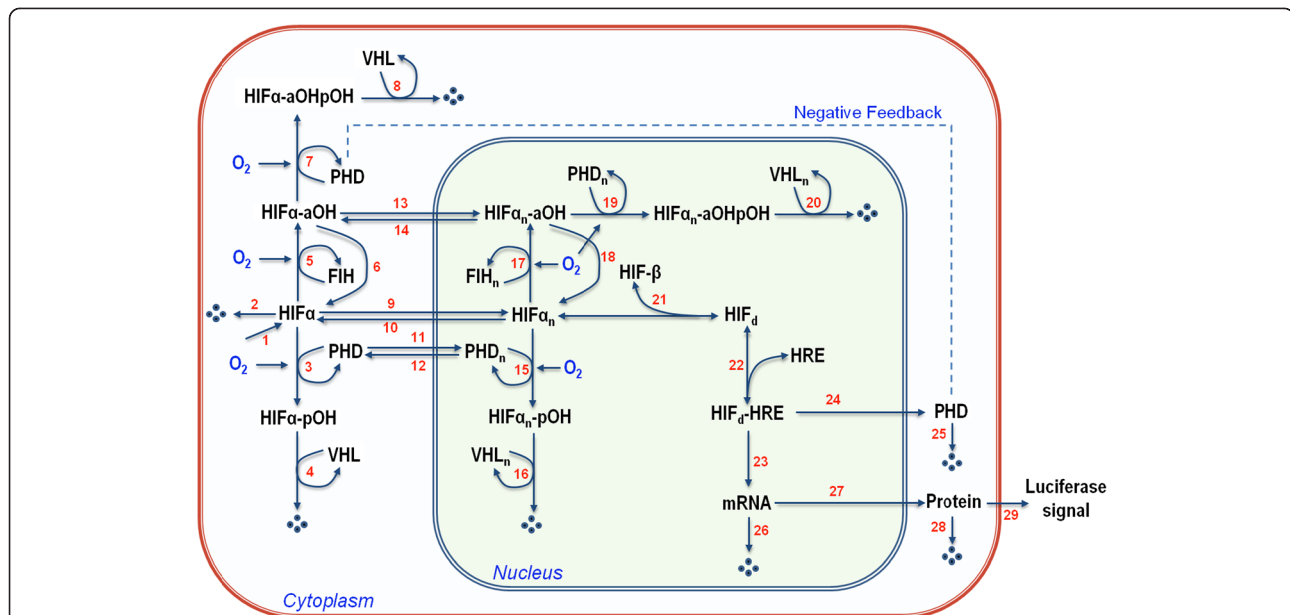 VHL
8
HIFα-aOHpOH
Negative Feedback
O2
7
PHD
PHDn
19
VHLn
20
HIFα-aOH
13
14
HIFαn-aOH
HIFαn-aOHpOH
O2
5
6
FIH
FIHn
17
O2
18
HIF-β
21
2
HIFα
9
10
HIFαn
HIFd
1
O2
3
PHD
11
12
PHDn
15
O2
22
HRE
HIFα-pOH
HIFαn-pOH
HIFd-HRE
24
PHD
25
4
VHL
VHLn
16
23
mRNA
27
Protein
29
Luciferase
signal
26
28
Nucleus
Cytoplasm